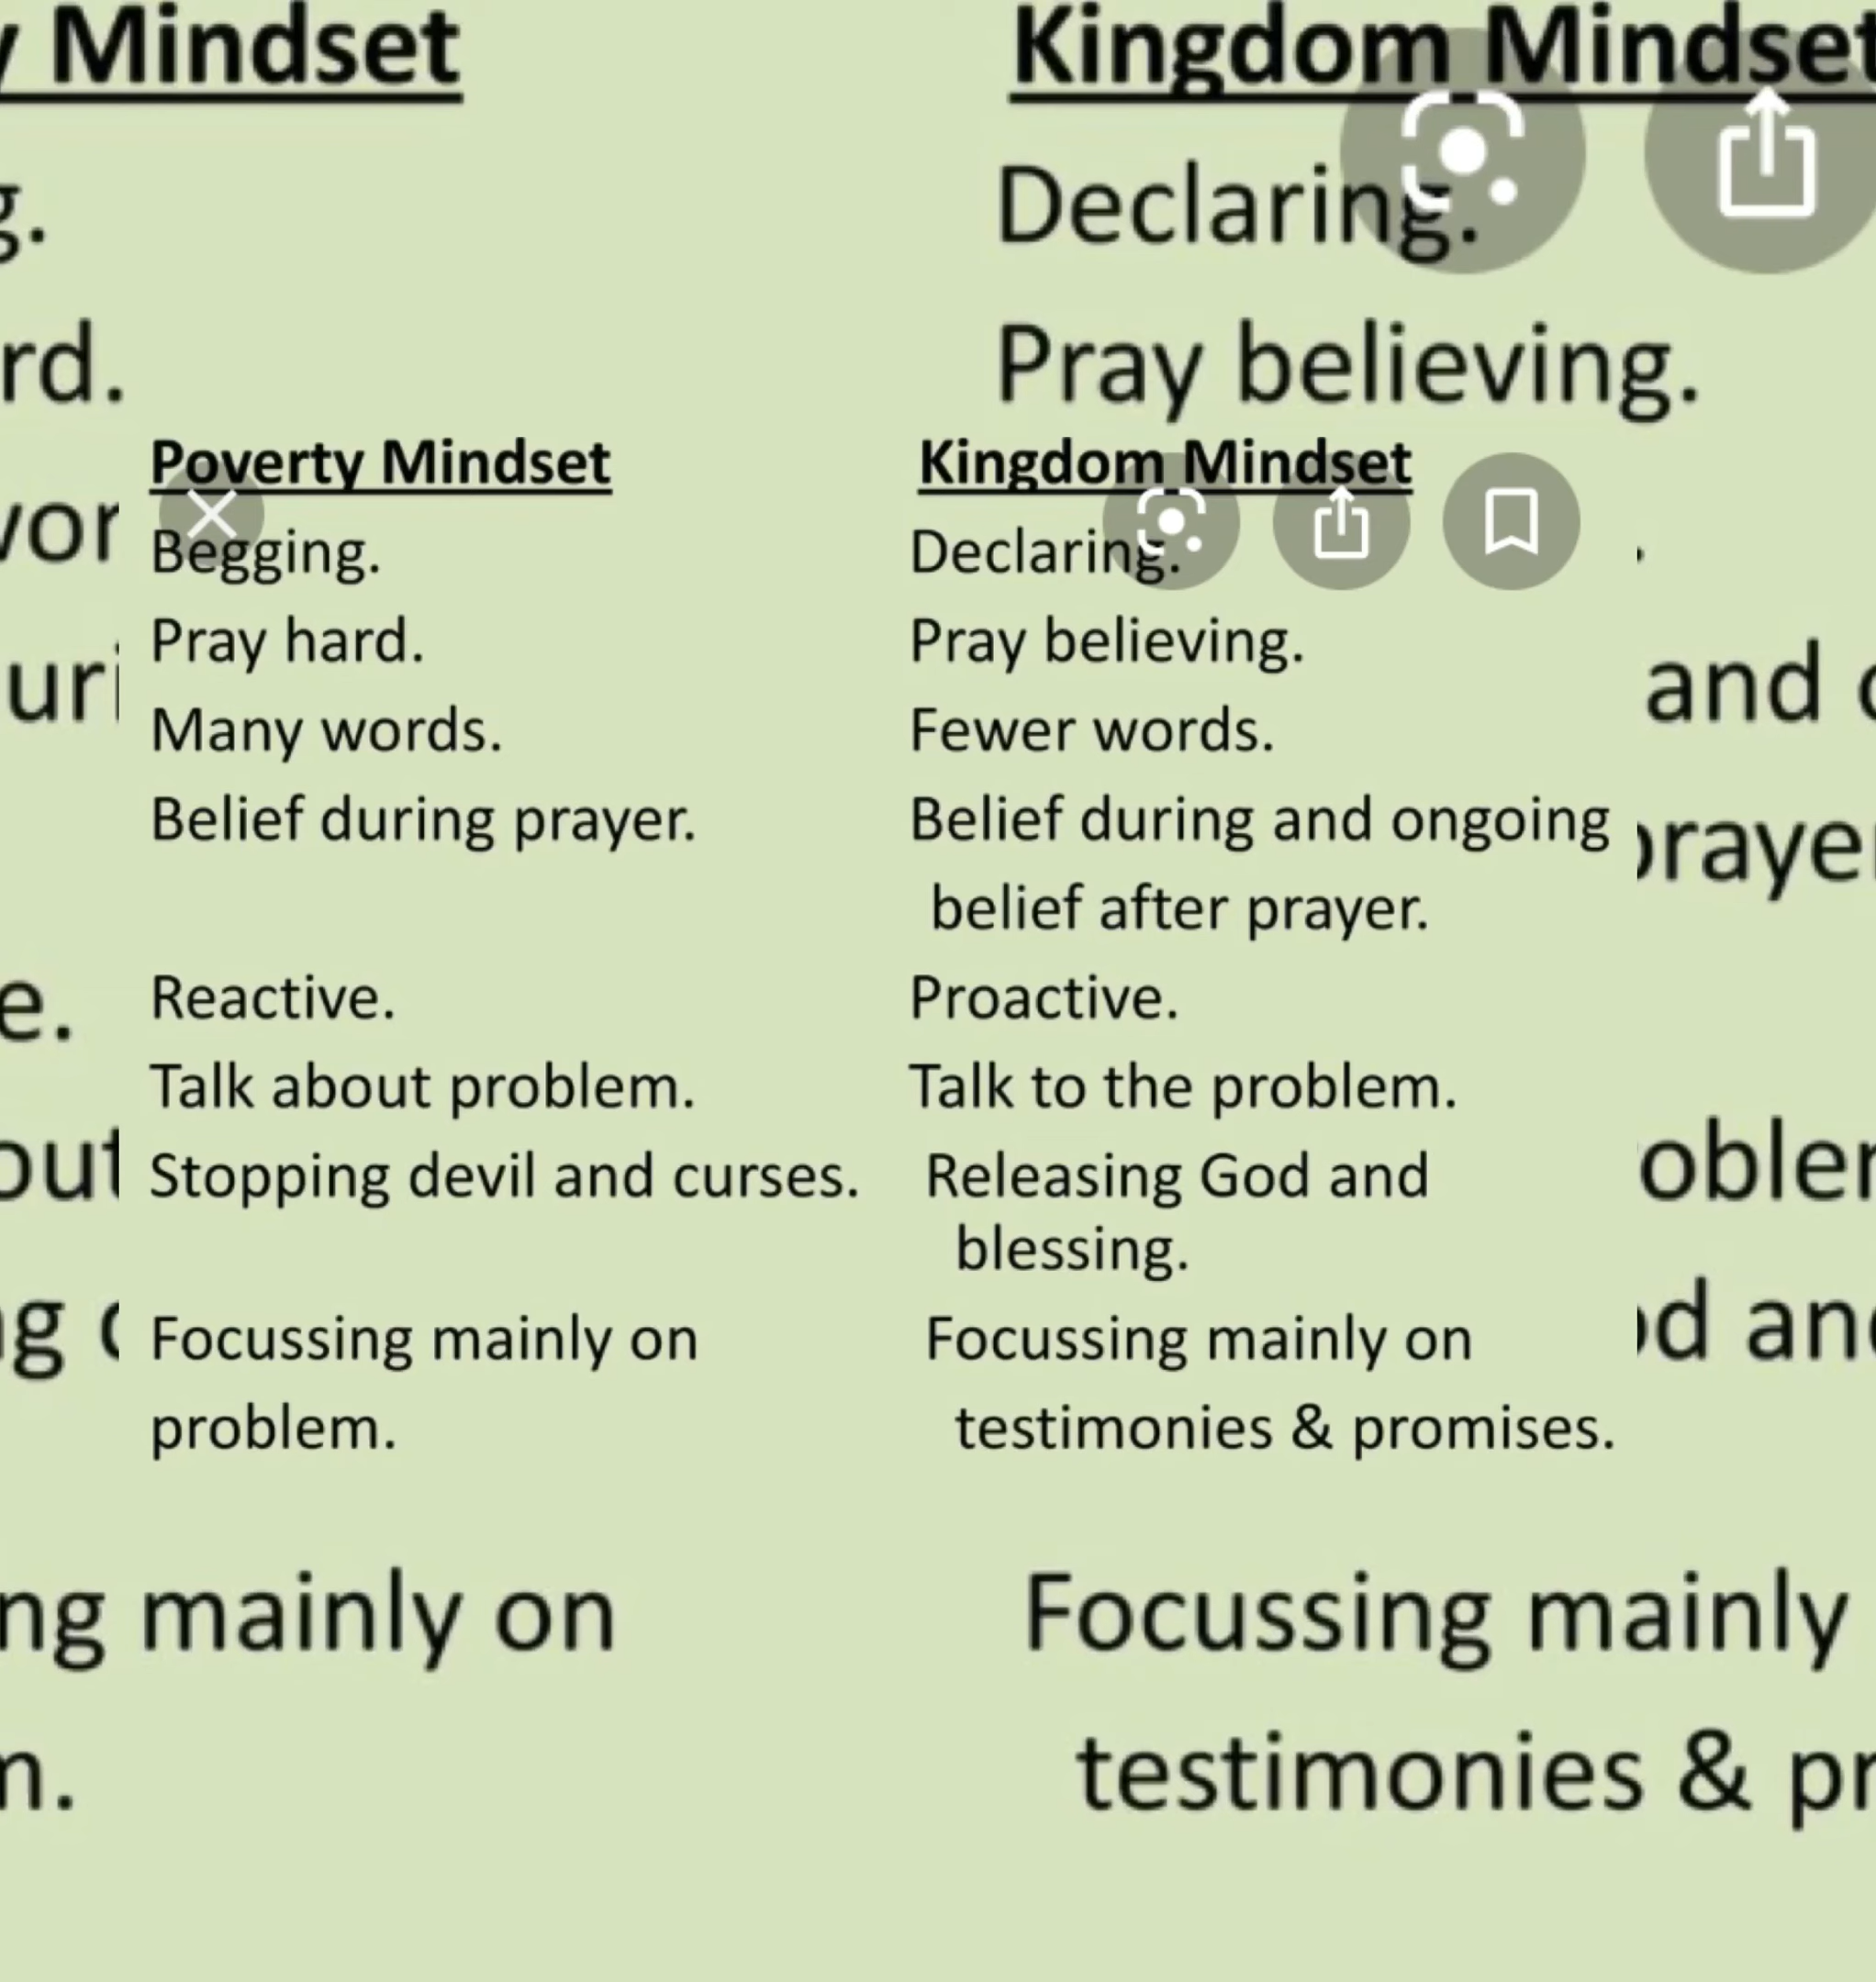 y Mindset Kingdom Mindset
g. Declaring.
rd. Pray believing.
Poverty Mindset Kingdom Mindset
Begging. Declaring.
Pray hard. Pray believing.
Many words. Fewer words.
Belief during prayer. Belief during and ongoing
belief after prayer.
Reactive. Proactive.
Talk about problem. Talk to the problem.
Stopping devil and curses. Releasing God and
blessing.
Focussing mainly on Focussing mainly on
problem. testimonies & promises.
ng mainly on Focussing mainly
m. testimonies & pr